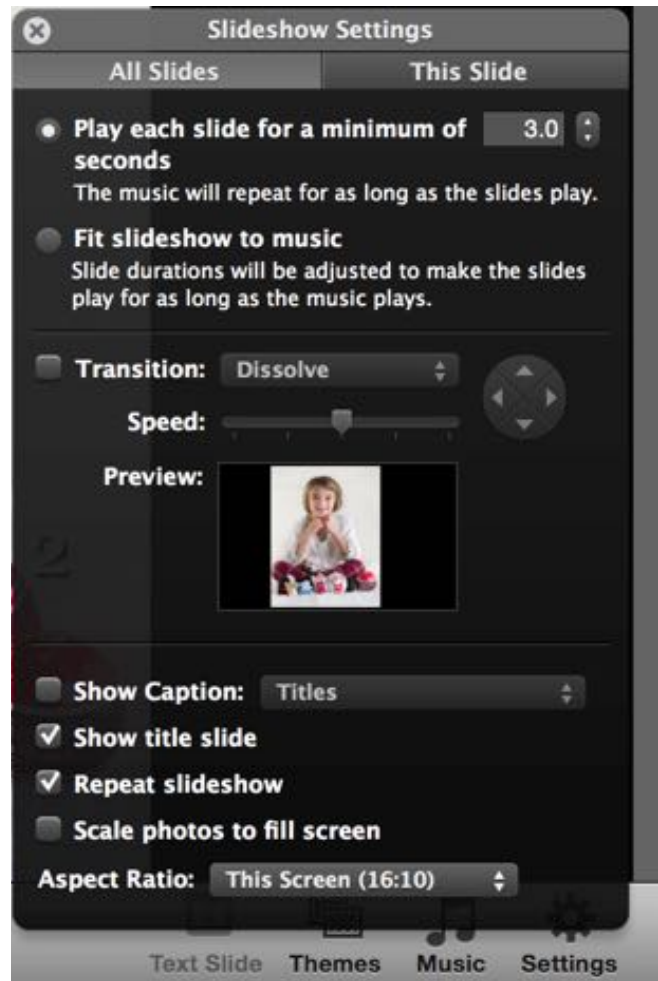 Slideshow Settings
All Slides This Slide
Play each slide for a minimum of 3.0
seconds
The music will repeat for as long as the slides play.
Fit slideshow to music
Slide durations will be adjusted to make the slides
play for as long as the music plays.
Transition: Dissolve
Speed:
Preview:
2
Show Caption: Titles
Show title slide
Repeat slideshow
Scale photos to fill screen
Aspect Ratio: This Screen (16:10)
Text Slide Themes Music Settings